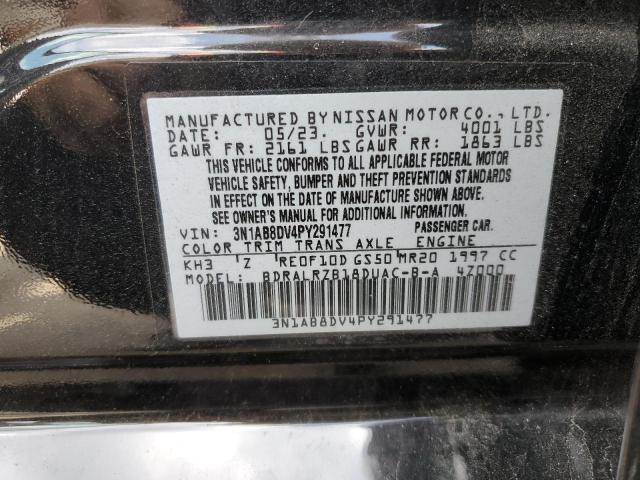 MANUFACTURED BY NISSAN MOTOR CO., LTD.
DATE: 05/23. GVWR: 4001 LBS
GAWR FR: 2161 LBS GAWR RR: 1863 LBS
THIS VEHICLE CONFORMS TO ALL APPLICABLE FEDERAL MOTOR
VEHICLE SAFETY, BUMPER AND THEFT PREVENTION STANDARDS
IN EFFECT ON THE DATE OF MANUFACTURE SHOWN ABOVE.
SEE OWNER'S MANUAL FOR ADDITIONAL INFORMATION.
VIN: 3N1AB8DV4PY291477 PASSENGER CAR.
COLOR TRIM TRANS AXLE ENGINE
KH3 Z RE0F10D GS50 MR20 1997 CC
MODEL BDRALRZB18DUAC-B-A 4Z000
3N1AB8DV4PY291477